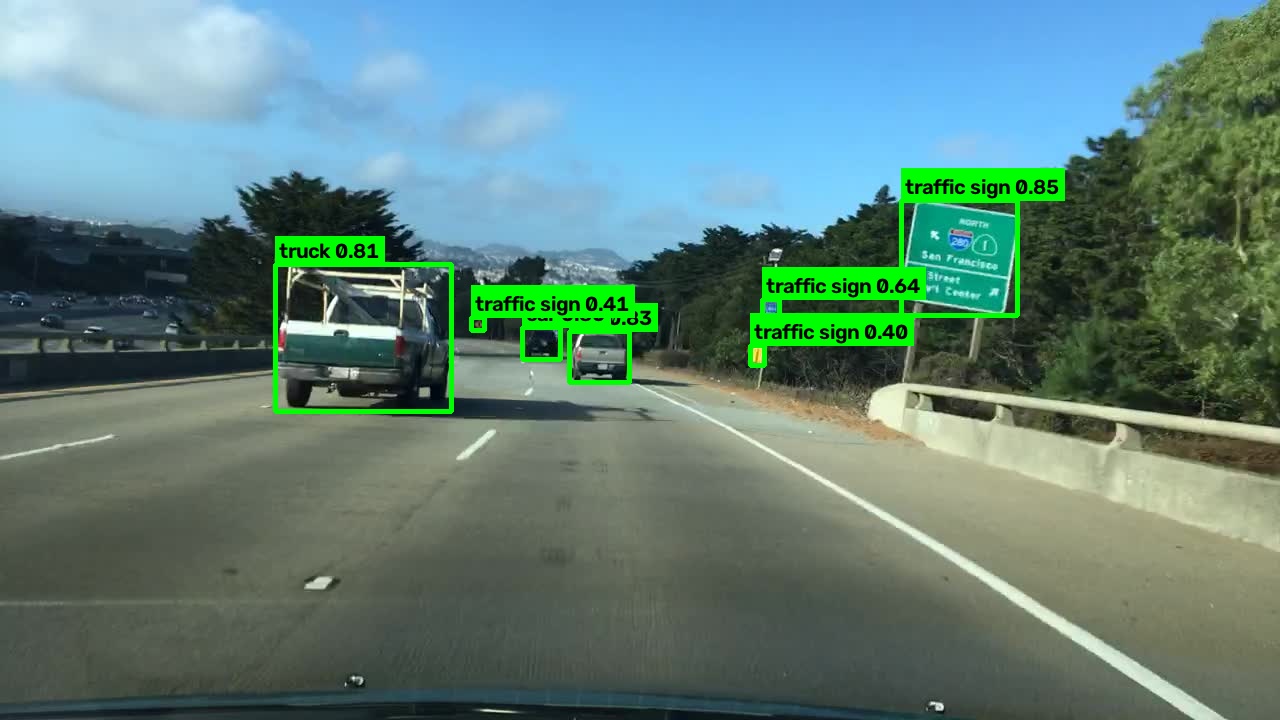 traffic sign 0.85
NORTH
280 1
San Francisco
Street
v't Center
truck 0.81
traffic sign 0.64
traffic sign 0.41
0.83
traffic sign 0.40